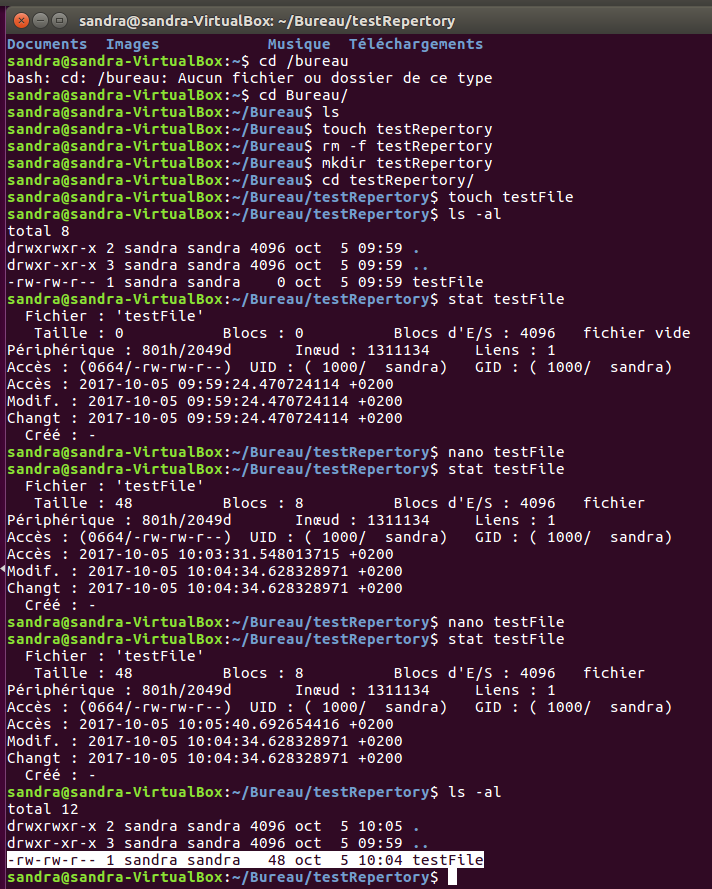 sandra@sandra-VirtualBox: ~/Bureau/testRepertory
Documents  Images            Musique  Téléchargements
sandra@sandra-VirtualBox:~$ cd /bureau
bash: cd: /bureau: Aucun fichier ou dossier de ce type
sandra@sandra-VirtualBox:~$ cd Bureau/
sandra@sandra-VirtualBox:~/Bureau$ ls
sandra@sandra-VirtualBox:~/Bureau$ touch testRepertory
sandra@sandra-VirtualBox:~/Bureau$ rm -f testRepertory
sandra@sandra-VirtualBox:~/Bureau$ mkdir testRepertory
sandra@sandra-VirtualBox:~/Bureau$ cd testRepertory/
sandra@sandra-VirtualBox:~/Bureau/testRepertory$ touch testFile
sandra@sandra-VirtualBox:~/Bureau/testRepertory$ ls -al
total 8
drwxrwxr-x 2 sandra sandra 4096 oct  5 09:59 .
drwxr-xr-x 3 sandra sandra 4096 oct  5 09:59 ..
-rw-rw-r-- 1 sandra sandra    0 oct  5 09:59 testFile
sandra@sandra-VirtualBox:~/Bureau/testRepertory$ stat testFile
  Fichier : 'testFile'
   Taille : 0           Blocs : 0          Blocs d'E/S : 4096   fichier vide
Périphérique : 801h/2049d       Inœud : 1311134     Liens : 1
Accès : (0664/-rw-rw-r--)  UID : ( 1000/  sandra)   GID : ( 1000/  sandra)
Accès : 2017-10-05 09:59:24.470724114 +0200
Modif. : 2017-10-05 09:59:24.470724114 +0200
Changt : 2017-10-05 09:59:24.470724114 +0200
  Créé : -
sandra@sandra-VirtualBox:~/Bureau/testRepertory$ nano testFile
sandra@sandra-VirtualBox:~/Bureau/testRepertory$ stat testFile
  Fichier : 'testFile'
   Taille : 48          Blocs : 8          Blocs d'E/S : 4096   fichier
Périphérique : 801h/2049d       Inœud : 1311134     Liens : 1
Accès : (0664/-rw-rw-r--)  UID : ( 1000/  sandra)   GID : ( 1000/  sandra)
Accès : 2017-10-05 10:03:31.548013715 +0200
Modif. : 2017-10-05 10:04:34.628328971 +0200
Changt : 2017-10-05 10:04:34.628328971 +0200
  Créé : -
sandra@sandra-VirtualBox:~/Bureau/testRepertory$ nano testFile
sandra@sandra-VirtualBox:~/Bureau/testRepertory$ stat testFile
  Fichier : 'testFile'
   Taille : 48          Blocs : 8          Blocs d'E/S : 4096   fichier
Périphérique : 801h/2049d       Inœud : 1311134     Liens : 1
Accès : (0664/-rw-rw-r--)  UID : ( 1000/  sandra)   GID : ( 1000/  sandra)
Accès : 2017-10-05 10:05:40.692654416 +0200
Modif. : 2017-10-05 10:04:34.628328971 +0200
Changt : 2017-10-05 10:04:34.628328971 +0200
  Créé : -
sandra@sandra-VirtualBox:~/Bureau/testRepertory$ ls -al
total 12
drwxrwxr-x 2 sandra sandra 4096 oct  5 10:05 .
drwxr-xr-x 3 sandra sandra 4096 oct  5 09:59 ..
-rw-rw-r-- 1 sandra sandra   48 oct  5 10:04 testFile
sandra@sandra-VirtualBox:~/Bureau/testRepertory$